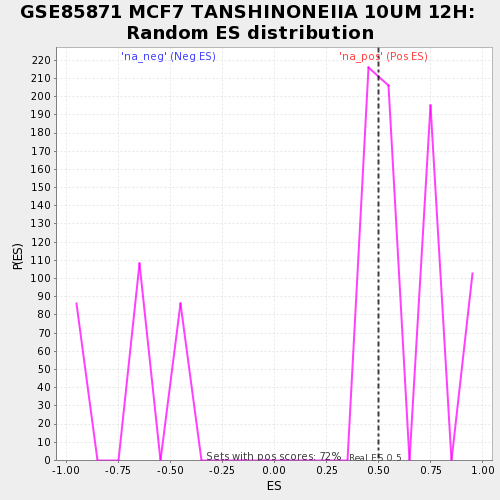 GSE85871 MCF7 TANSHINONEIIA 10UM 12H:
Random ES distribution
'na_neg' (Neg ES)
'na_pos' (Pos ES)
220
210
200
190
180
170
160
150
140
130
120
110
100
90
80
70
60
50
40
30
20
10
0
P(ES)
Sets with pos scores: 72%
Real ES 0.5
-1.00 -0.75 -0.50 -0.25 0.00 0.25 0.50 0.75 1.00
ES